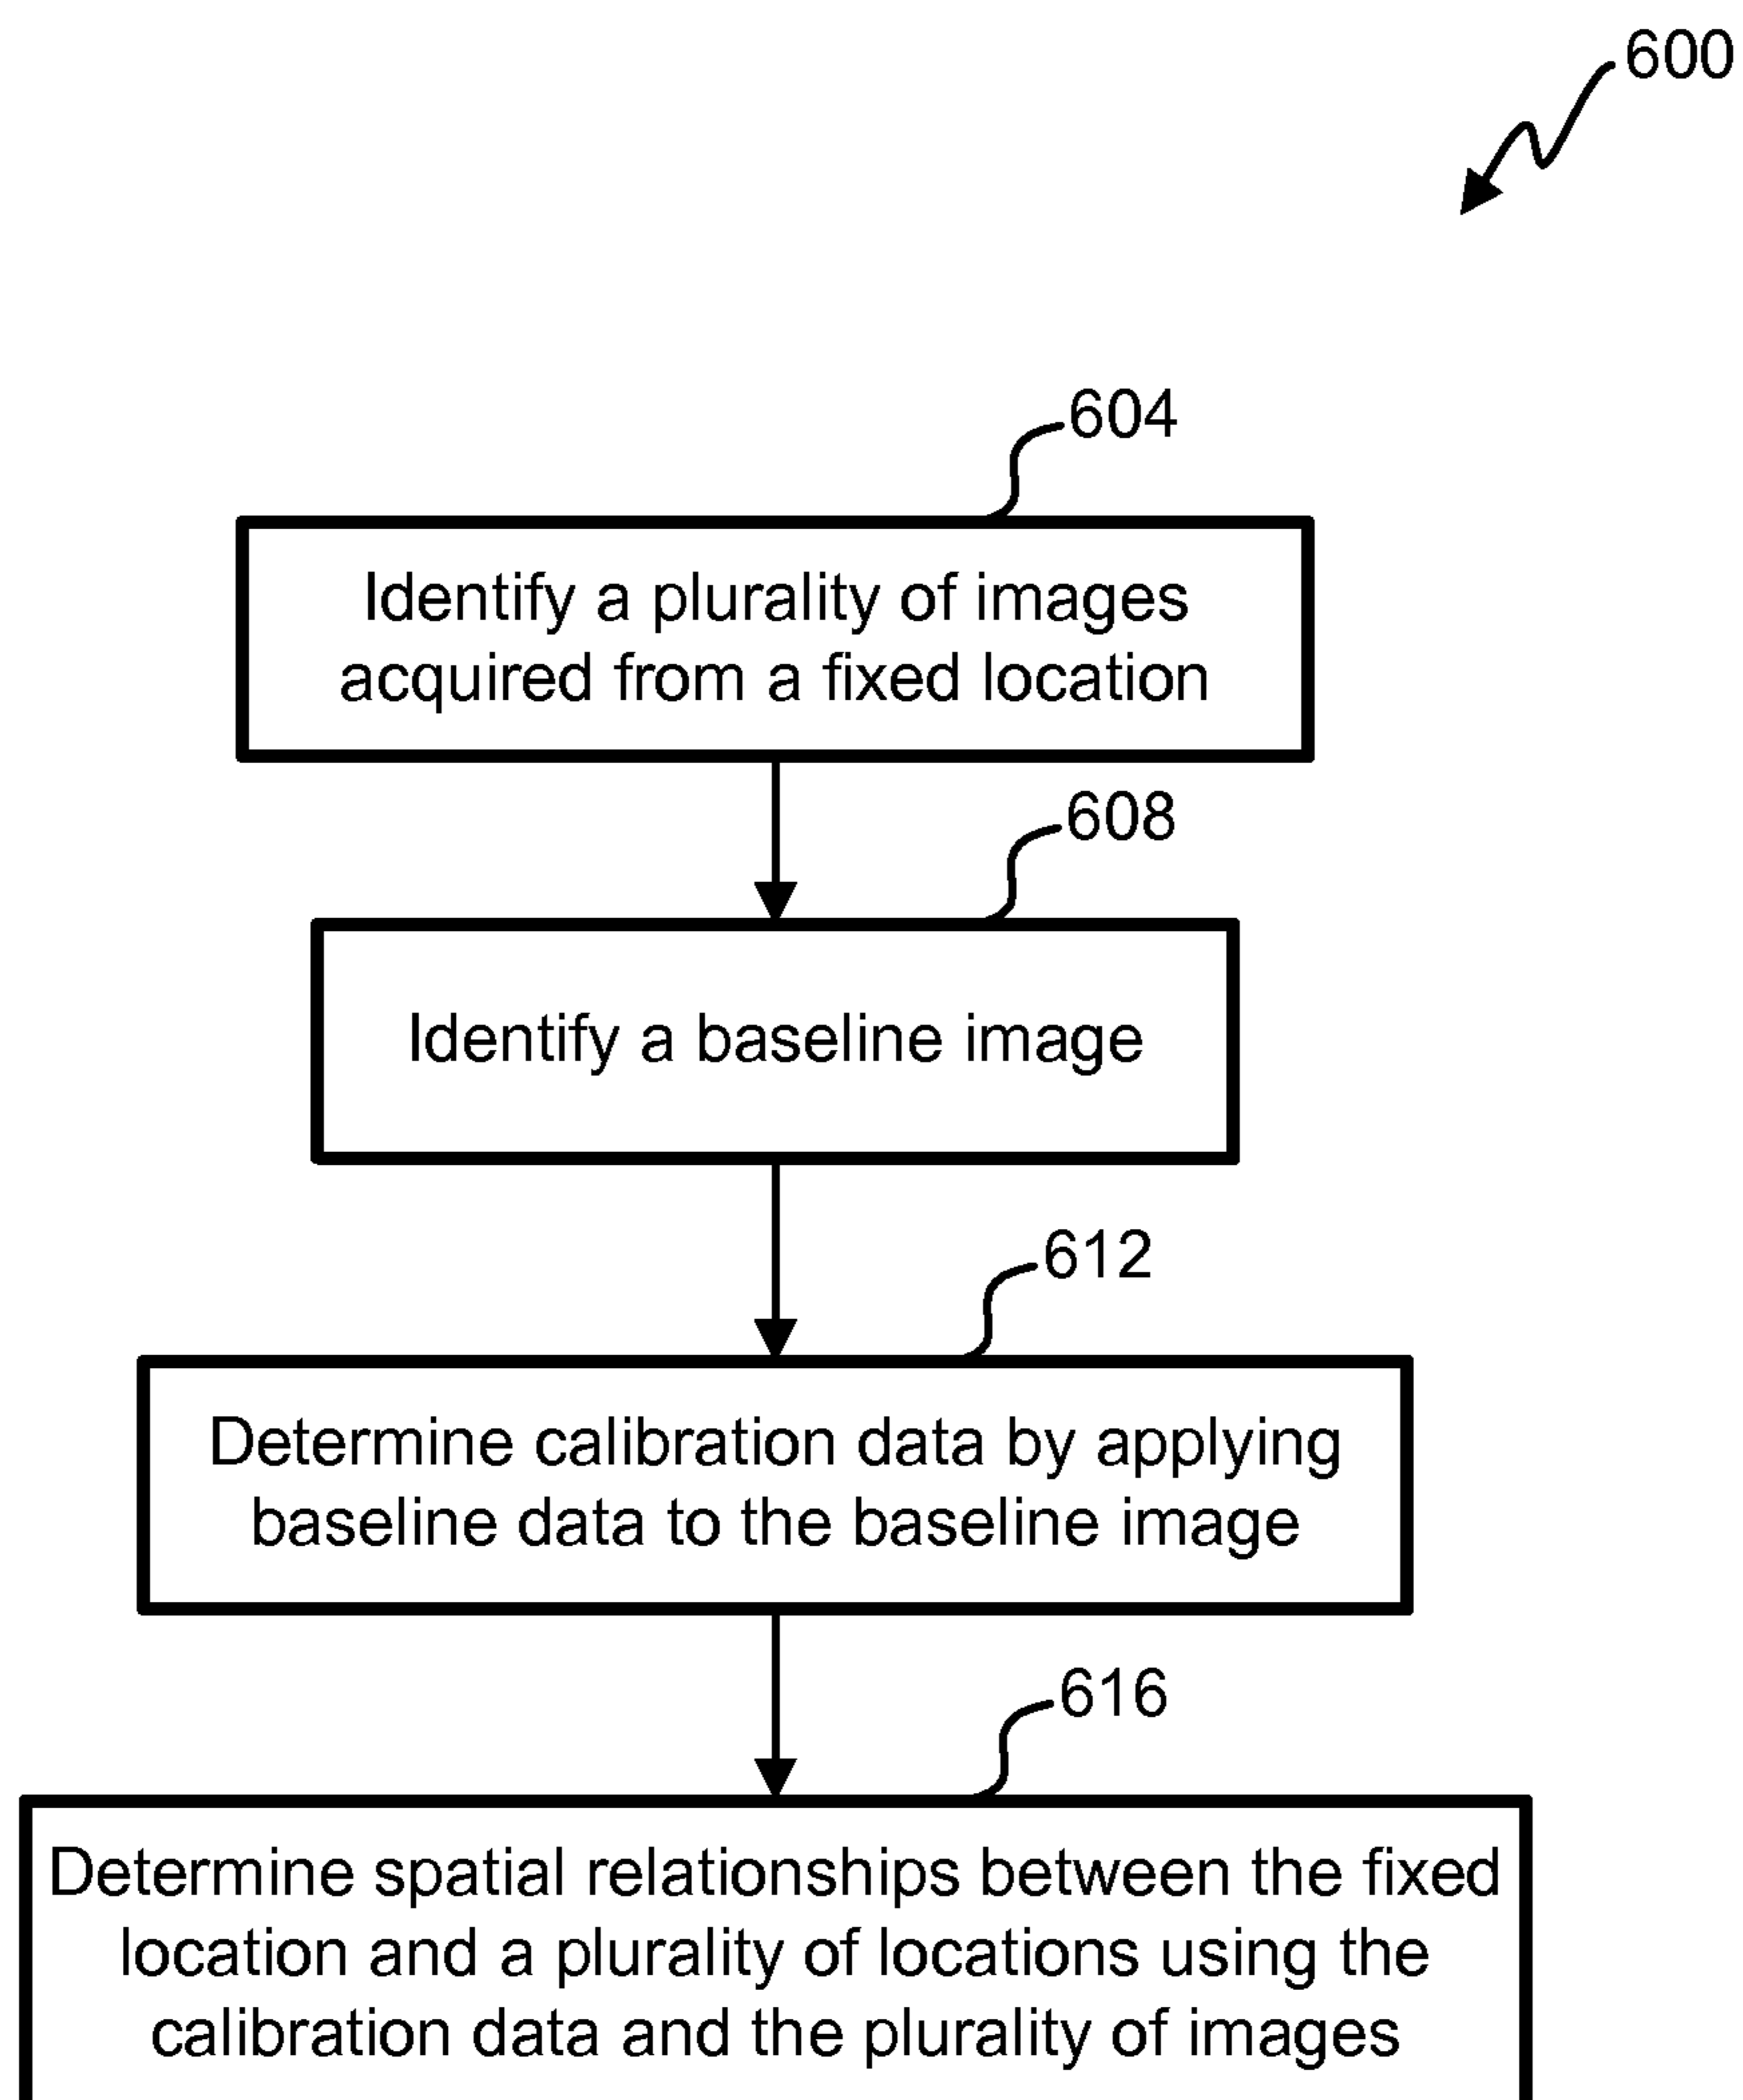 600
604
Identify a plurality of images
acquired from a fixed location
608
Identify a baseline image
612
Determine calibration data by applying
baseline data to the baseline image
616
Determine spatial relationships between the fixed
location and a plurality of locations using the
calibration data and the plurality of images